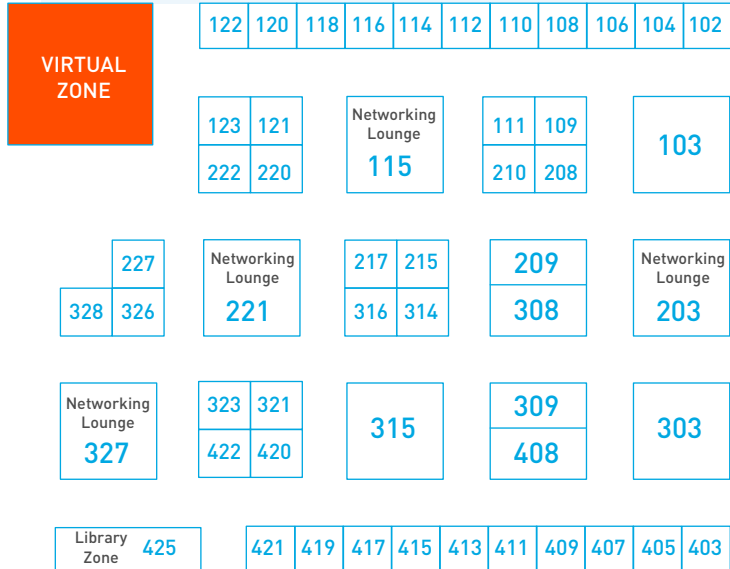 VIRTUAL
ZONE
122 120 118 116 114 112 110 108 106 104 102
123 121
222 220
Networking
Lounge
115
111 109
210 208
103
227
328 326
Networking
Lounge
221
217 215
316 314
209
308
Networking
Lounge
203
Networking
Lounge
327
323 321
422 420
315
309
408
303
Library
Zone
425
421 419 417 415 413 411 409 407 405 403